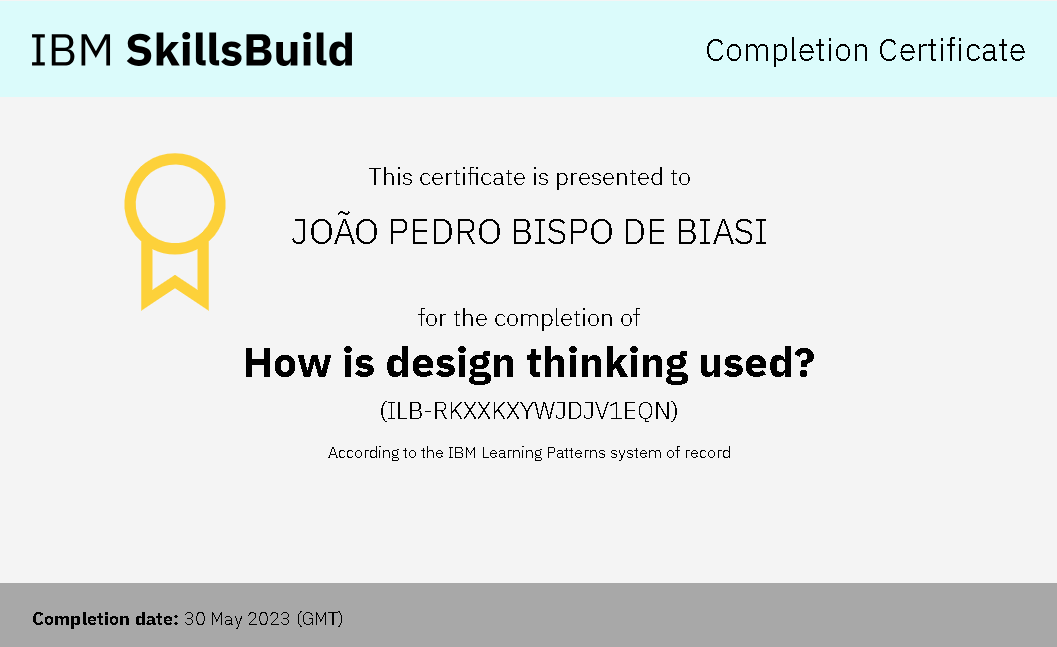 IBM SkillsBuild
Completion Certificate
This certificate is presented to
JOÃO PEDRO BISPO DE BIASI
for the completion of
How is design thinking used?
(ILB-RKXXKXYWJDJV1EQN)
According to the IBM Learning Patterns system of record
Completion date: 30 May 2023 (GMT)